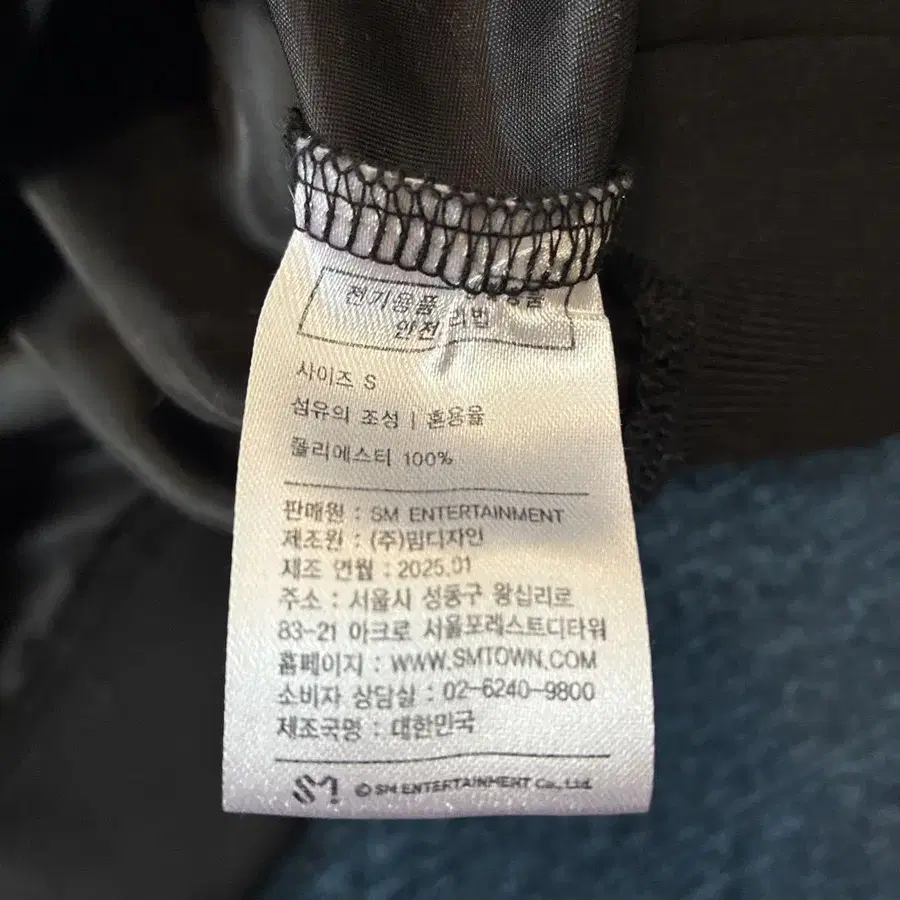 전기용품
안전 라벨
사이즈 S
섬유의 조성 | 혼용율
폴리에스터 100%
판매원 : SM ENTERTAINMENT
제조원 : (주)밈디자인
제조 연월 : 2025.01
주소 : 서울시 성동구 왕십리로
83-21 아크로 서울포레스트디타워
홈페이지 : WWW.SMTOWN.COM
소비자 상담실 : 02-6240-9800
제조국명 : 대한민국
SM © SM ENTERTAINMENT Co., Ltd.